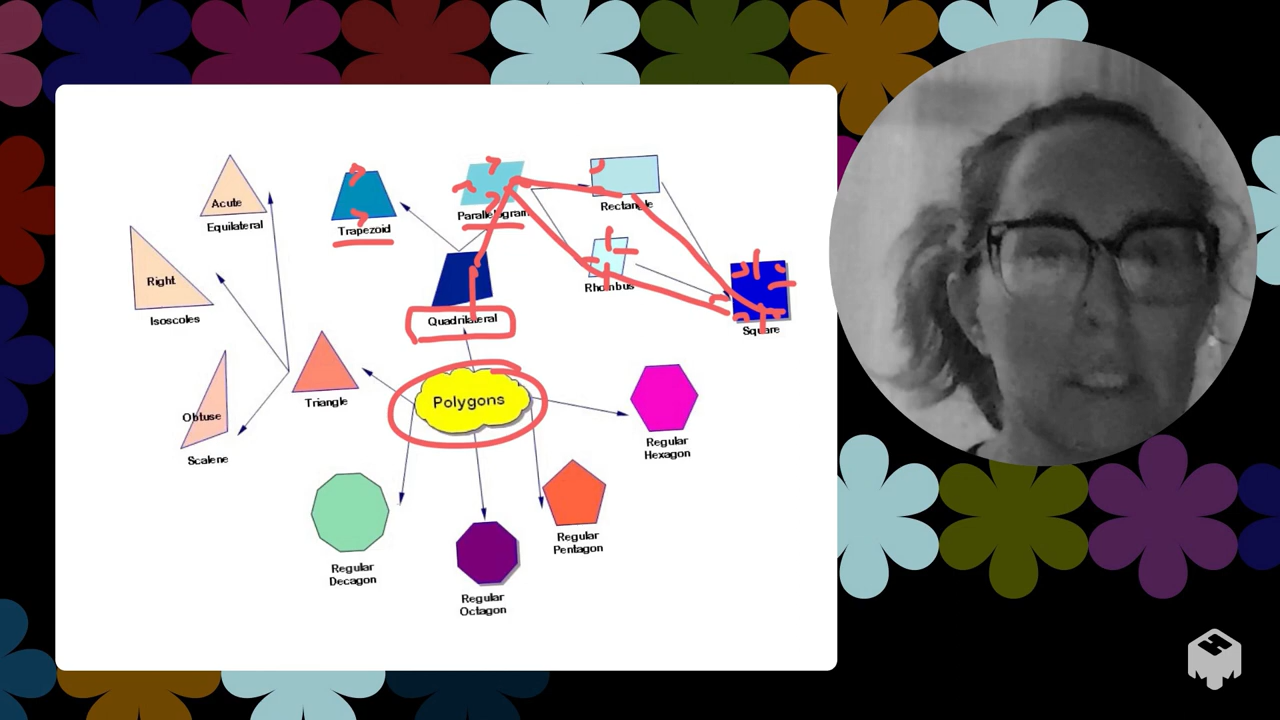 Acute
Equilateral
Trapezoid
Parallelogram
Rectangle
Right
Isoscoles
Quadrilateral
Rhombus
Square
Triangle
Polygons
Obtuse
Scalene
Regular
Hexagon
Regular
Pentagon
Regular
Decagon
Regular
Octagon